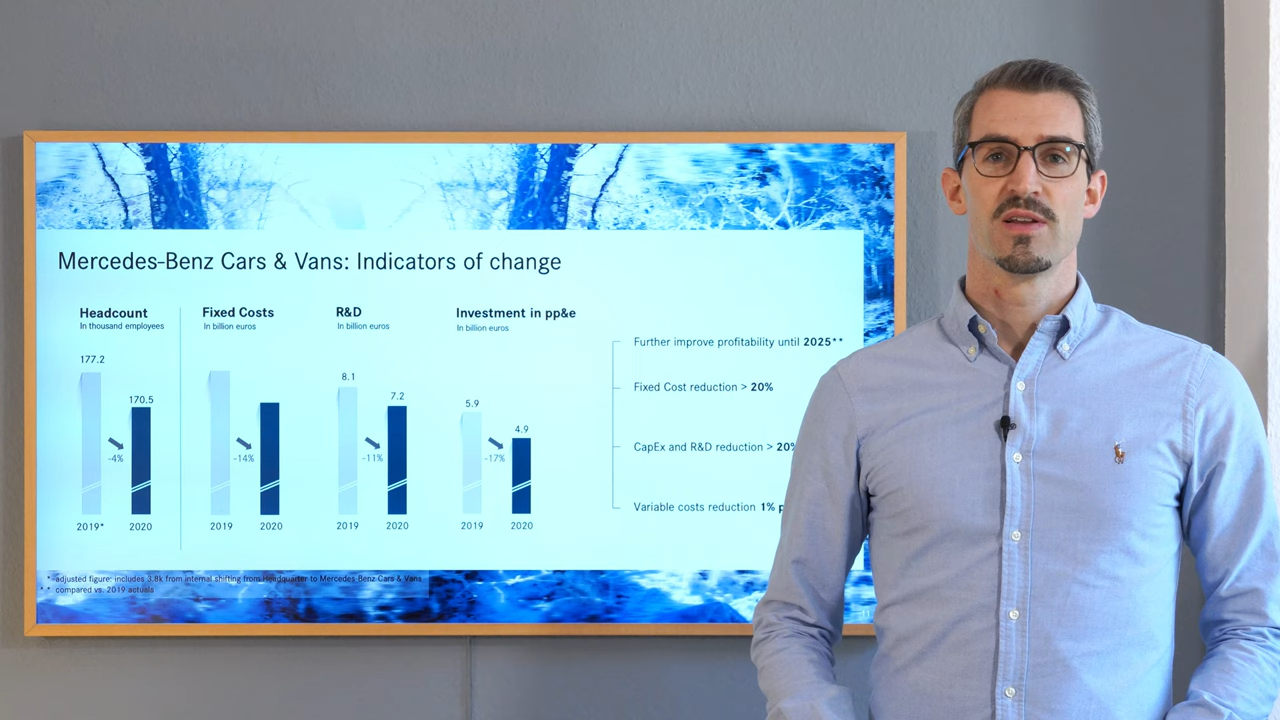 Mercedes-Benz Cars & Vans: Indicators of change
Headcount
In thousand employees
177.2
170.5
-4%
2019*
2020
Fixed Costs
In billion euros
-14%
2019
2020
R&D
In billion euros
8.1
7.2
-11%
2019
2020
Investment in pp&e
In billion euros
5.9
4.9
-17%
2019
2020
Further improve profitability until 2025**
Fixed Cost reduction > 20%
CapEx and R&D reduction > 20%
Variable costs reduction 1%
* adjusted figure: includes 3.8k from internal shifting from Headquarter to Mercedes-Benz Cars & Vans
** compared vs. 2019 actuals